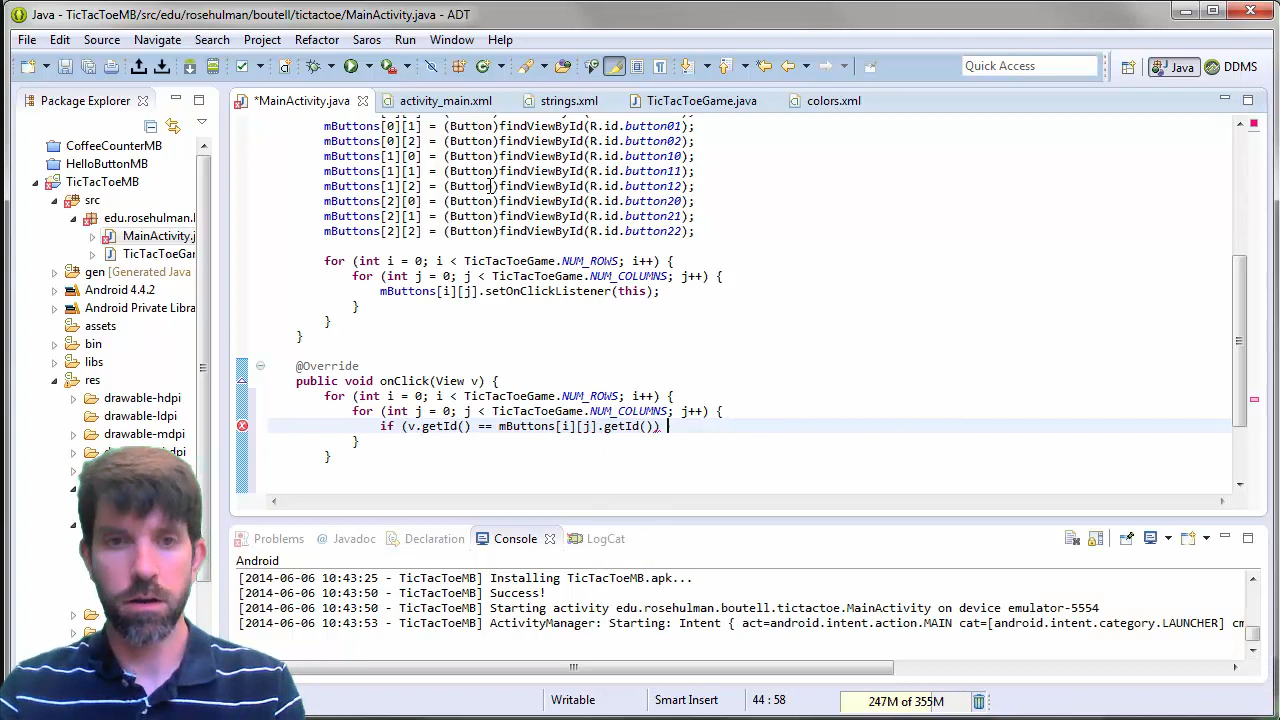 Java - TicTacToeMB/src/edu/rosehulman/boutell/tictactoe/MainActivity.java - ADT
File Edit Source Navigate Search Project Refactor Saros Run Window Help
Quick Access
Java
DDMS
Package Explorer
*MainActivity.java
activity_main.xml
strings.xml
TicTacToeGame.java
colors.xml
CoffeeCounterMB
HelloButtonMB
TicTacToeMB
src
edu.rosehulman.l
MainActivity.j
TicTacToeGar
gen [Generated Java
Android 4.4.2
Android Private Libra
assets
bin
libs
res
drawable-hdpi
drawable-ldpi
drawable-mdpi
mButtons[0][1] = (Button)findViewById(R.id.button01);
mButtons[0][2] = (Button)findViewById(R.id.button02);
mButtons[1][0] = (Button)findViewById(R.id.button10);
mButtons[1][1] = (Button)findViewById(R.id.button11);
mButtons[1][2] = (Button)findViewById(R.id.button12);
mButtons[2][0] = (Button)findViewById(R.id.button20);
mButtons[2][1] = (Button)findViewById(R.id.button21);
mButtons[2][2] = (Button)findViewById(R.id.button22);
for (int i = 0; i < TicTacToeGame.NUM_ROWS; i++) {
for (int j = 0; j < TicTacToeGame.NUM_COLUMNS; j++) {
mButtons[i][j].setOnClickListener(this);
}
}
}
@Override
public void onClick(View v) {
for (int i = 0; i < TicTacToeGame.NUM_ROWS; i++) {
for (int j = 0; j < TicTacToeGame.NUM_COLUMNS; j++) {
if (v.getId() == mButtons[i][j].getId())
}
}
Problems
@ Javadoc
Declaration
Console
LogCat
Android
[2014-06-06 10:43:25 - TicTacToeMB] Installing TicTacToeMB.apk...
[2014-06-06 10:43:50 - TicTacToeMB] Success!
[2014-06-06 10:43:50 - TicTacToeMB] Starting activity edu.rosehulman.boutell.tictactoe.MainActivity on device emulator-5554
[2014-06-06 10:43:53 - TicTacToeMB] ActivityManager: Starting: Intent { act=android.intent.action.MAIN cat=[android.intent.category.LAUNCHER] cm
Writable
Smart Insert
44 : 58
247M of 355M